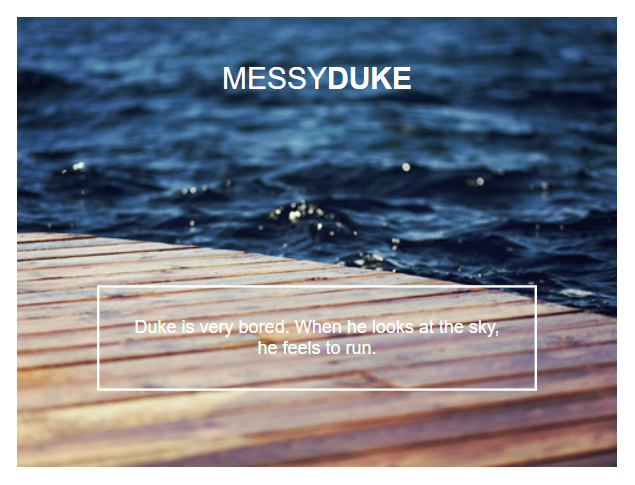 MESSYDUKE
Duke is very bored. When he looks at the sky,
he feels to run.